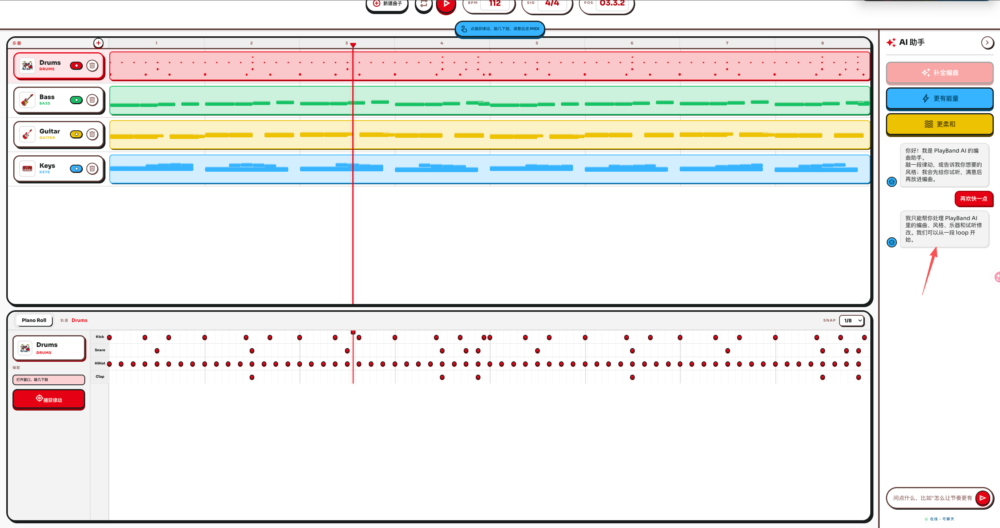 新建曲子
BPM 112
SIG 4/4
POS 03.3.2
点捕获律动，敲几下鼓，满意后进 MIDI
乐器
1 2 3 4 5 6 7 8
Drums
DRUMS
Bass
BASS
Guitar
GUITAR
Keys
KEYS
Piano Roll
轨道 Drums
SNAP 1/8
Drums
DRUMS
编配
打开窗口，敲几下鼓
捕获律动
Kick
Snare
HiHat
Clap
AI 助手
补全编曲
更有能量
更柔和
你好！我是 PlayBand AI 的编
曲助手。
敲一段律动，或告诉我你想要的
风格；我会先给你试听，满意后
再放进编曲。
再欢快一点
我只能帮你处理 PlayBand AI
里的编曲、风格、乐器和试听修
改。我们可以从一段 loop 开
始。
问点什么，比如“怎么让节奏更有
在线 · 可聊天